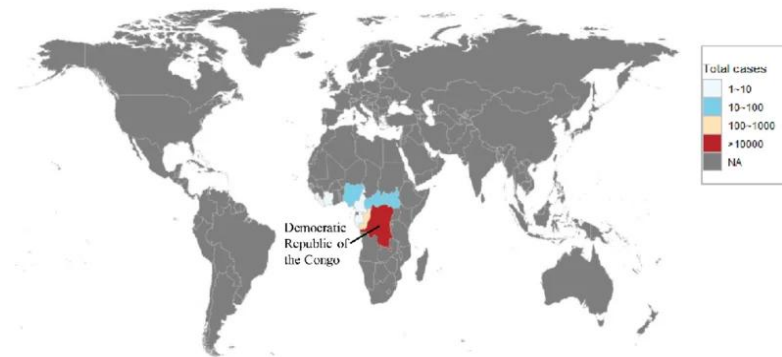 Total cases
1~10
10~100
100~1000
>10000
NA
Democratic
Republic of
the Congo